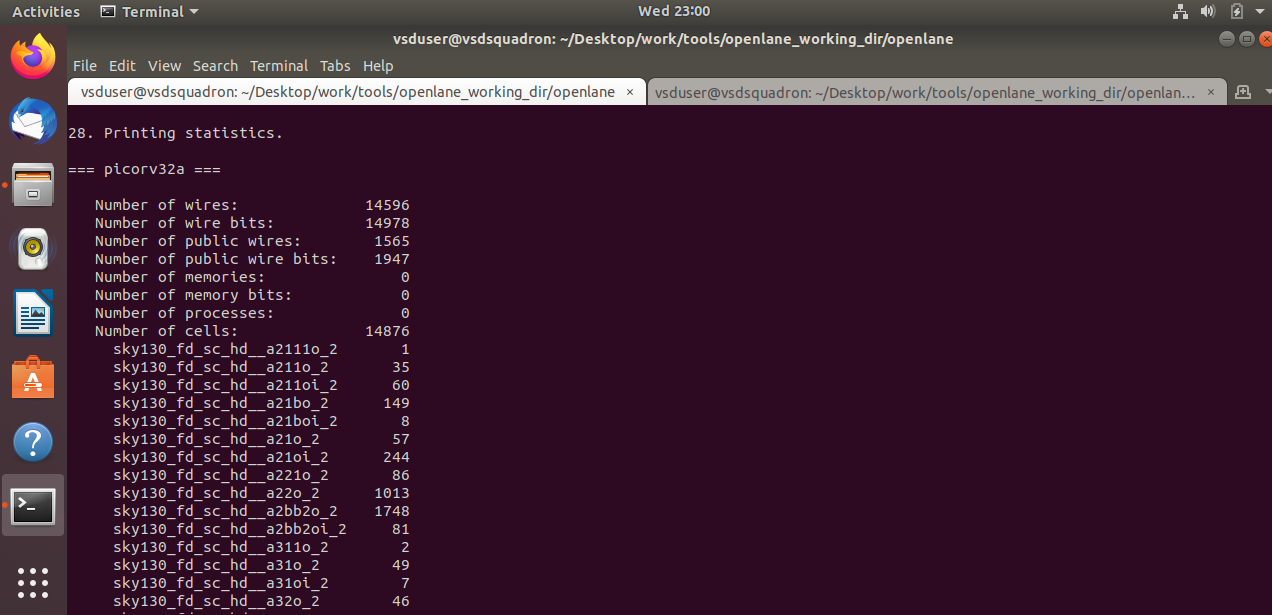 Activities Terminal Wed 23:00
vsduser@vsdsquadron: ~/Desktop/work/tools/openlane_working_dir/openlane
File Edit View Search Terminal Tabs Help
vsduser@vsdsquadron: ~/Desktop/work/tools/openlane_working_dir/openlane × vsduser@vsdsquadron: ~/Desktop/work/tools/openlane_working_dir/openlan... ×
28. Printing statistics.
=== picorv32a ===
Number of wires: 14596
Number of wire bits: 14978
Number of public wires: 1565
Number of public wire bits: 1947
Number of memories: 0
Number of memory bits: 0
Number of processes: 0
Number of cells: 14876
sky130_fd_sc_hd__a2111o_2 1
sky130_fd_sc_hd__a211o_2 35
sky130_fd_sc_hd__a211oi_2 60
sky130_fd_sc_hd__a21bo_2 149
sky130_fd_sc_hd__a21boi_2 8
sky130_fd_sc_hd__a21o_2 57
sky130_fd_sc_hd__a21oi_2 244
sky130_fd_sc_hd__a221o_2 86
sky130_fd_sc_hd__a22o_2 1013
sky130_fd_sc_hd__a2bb2o_2 1748
sky130_fd_sc_hd__a2bb2oi_2 81
sky130_fd_sc_hd__a311o_2 2
sky130_fd_sc_hd__a31o_2 49
sky130_fd_sc_hd__a31oi_2 7
sky130_fd_sc_hd__a32o_2 46